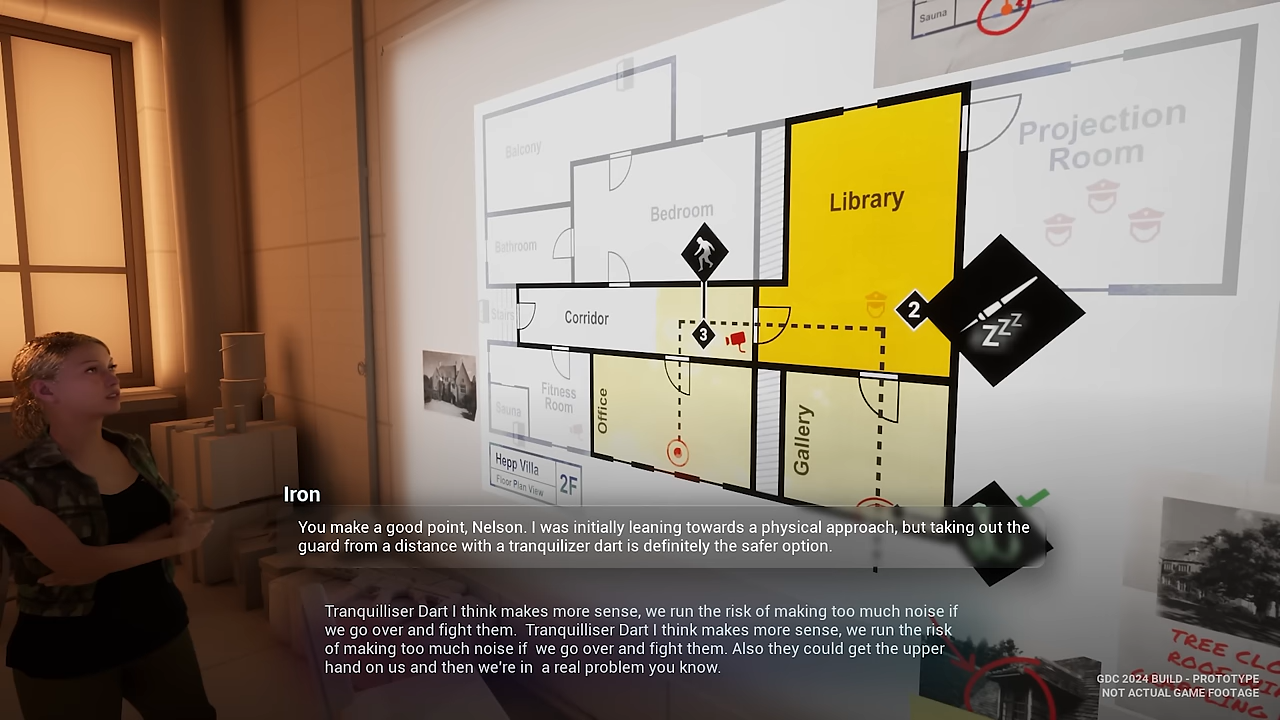 Sauna
Projection
Room
Balcony
Library
Bedroom
Bathroom
2
ZZZ
Stairs
Corridor
3
Fitness
Room
Office
Sauna
Gallery
Hepp Villa
Floor Plan View
2F
Iron
You make a good point, Nelson. I was initially leaning towards a physical approach, but taking out the
guard from a distance with a tranquilizer dart is definitely the safer option.
Tranquilliser Dart I think makes more sense, we run the risk of making too much noise if
we go over and fight them.  Tranquilliser Dart I think makes more sense, we run the risk
of making too much noise if  we go over and fight them. Also they could get the upper
hand on us and then we're in  a real problem you know.
TREE
GDC 2024 BUILD - PROTOTYPE
NOT ACTUAL GAME FOOTAGE